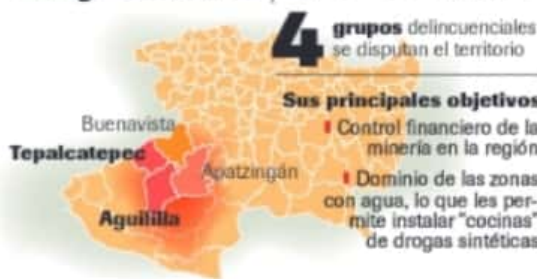 4 grupos delincuenciales
se disputan el territorio
Sus principales objetivos
Control financiero de la
minería en la región
Dominio de las zonas
con agua, lo que les per-
mite instalar "cocinas"
de drogas sintéticas
Buenavista
Tepalcatepec
Apatzingán
Aguililla